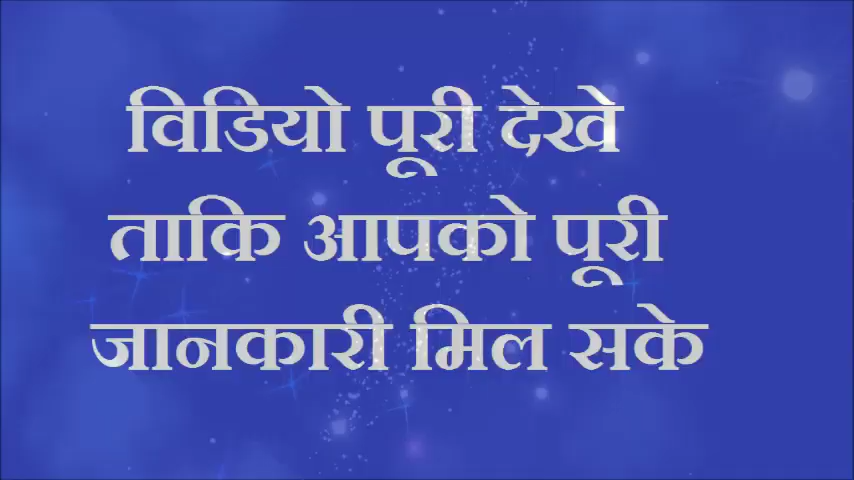 विडियो पूरी देखे
ताकि आपको पूरी
जानकारी मिल सके